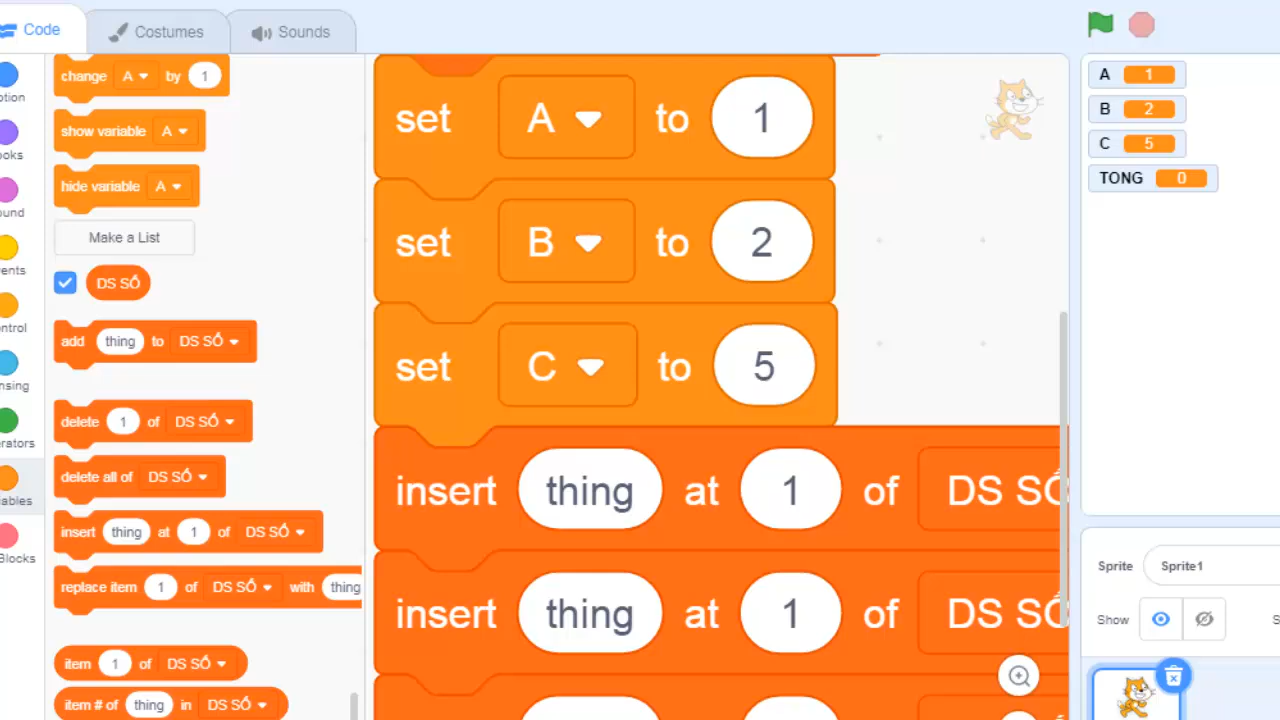 Code
Costumes
Sounds
otion
ooks
ound
vents
ontrol
nsing
erators
ables
Blocks
change A by 1
show variable A
hide variable A
Make a List
DS SỐ
add thing to DS SỐ
delete 1 of DS SỐ
delete all of DS SỐ
insert thing at 1 of DS SỐ
replace item 1 of DS SỐ with thing
item 1 of DS SỐ
item # of thing in DS SỐ
set A to 1
set B to 2
set C to 5
insert thing at 1 of DS SỐ
insert thing at 1 of DS SỐ
A 1
B 2
C 5
TONG 0
Sprite Sprite1
Show S